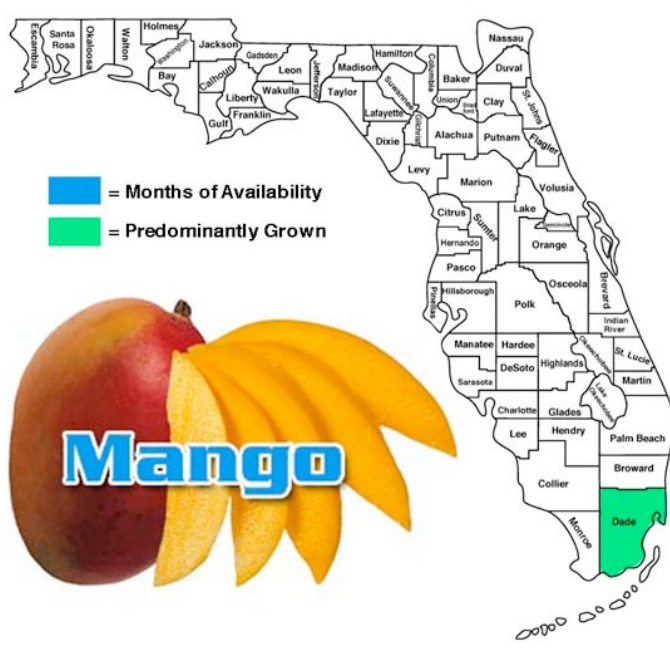 Escambia
Santa
Rosa
Okaloosa
Walton
Holmes
Washington
Jackson
Bay
Calhoun
Gulf
Liberty
Gadsden
Leon
Wakulla
Franklin
Jefferson
Madison
Taylor
Hamilton
Suwannee
Lafayette
Dixie
Columbia
Gilchrist
Baker
Union
Brad
ford
Nassau
Duval
Clay
St. Johns
Alachua
Putnam
Flagler
Levy
Marion
Volusia
= Months of Availability
= Predominantly Grown
Citrus
Sumter
Lake
Seminole
Hernando
Orange
Pasco
Osceola
Brevard
Pinellas
Hillsborough
Polk
Indian
River
Manatee
Hardee
Okeechobee
St. Lucie
Highlands
Sarasota
DeSoto
Martin
Lake
Okeechobee
Charlotte
Glades
Lee
Hendry
Palm Beach
Mango
Broward
Collier
Monroe
Dade